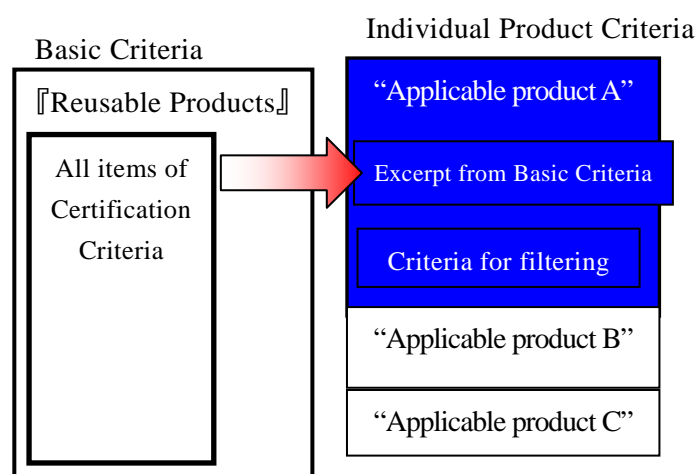 Basic Criteria
『Reusable Products』
All items of
Certification
Criteria
Individual Product Criteria
“Applicable product A”
Excerpt from Basic Criteria
Criteria for filtering
“Applicable product B”
“Applicable product C”